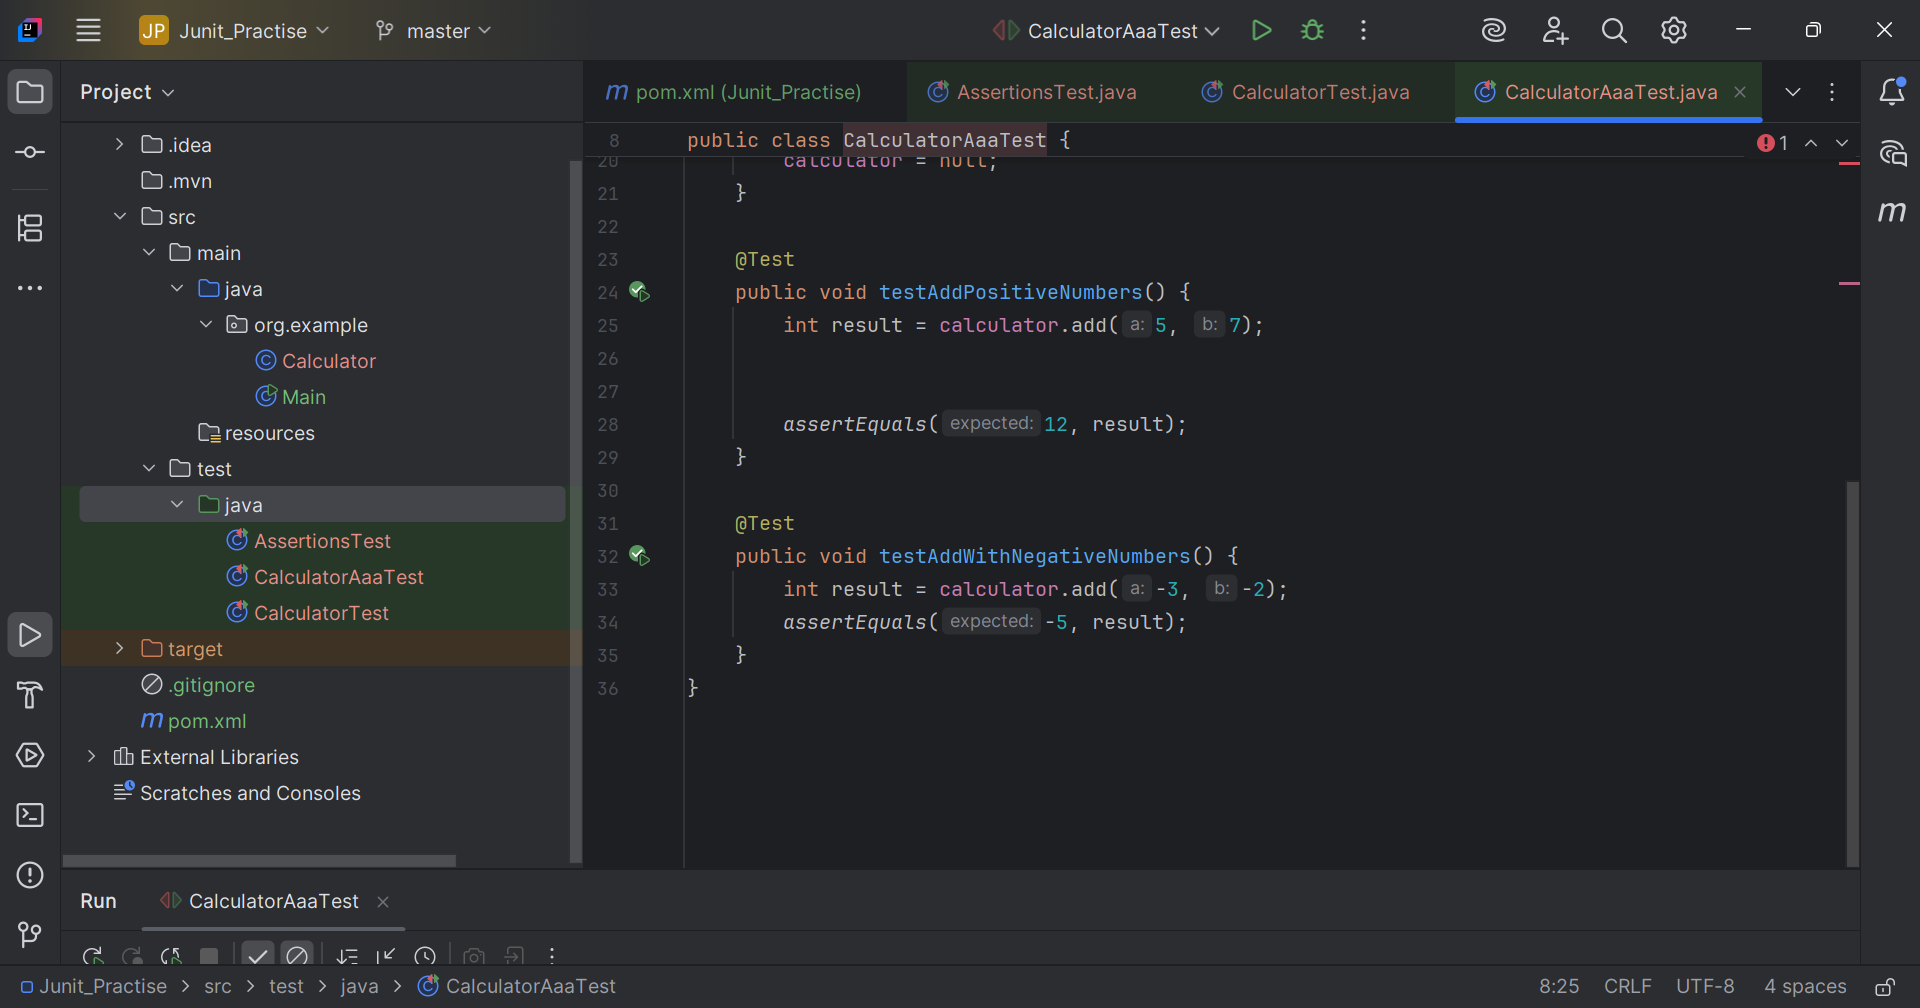 JP Junit_Practise
master
CalculatorAaaTest
Project
.idea
.mvn
src
main
java
org.example
Calculator
Main
resources
test
java
AssertionsTest
CalculatorAaaTest
CalculatorTest
target
.gitignore
pom.xml
External Libraries
Scratches and Consoles
pom.xml (Junit_Practise)
AssertionsTest.java
CalculatorTest.java
CalculatorAaaTest.java
8 public class CalculatorAaaTest {
1
20 calculator = null;
21 }
22
23 @Test
24 public void testAddPositiveNumbers() {
25 int result = calculator.add( a: 5, b: 7);
26
27
28 assertEquals( expected: 12, result);
29 }
30
31 @Test
32 public void testAddWithNegativeNumbers() {
33 int result = calculator.add( a: -3, b: -2);
34 assertEquals( expected: -5, result);
35 }
36 }
Run CalculatorAaaTest
Junit_Practise > src > test > java > CalculatorAaaTest
8:25 CRLF UTF-8 4 spaces